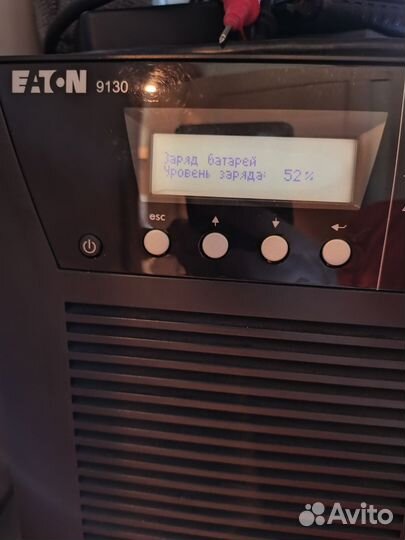 EATON 9130
Заряд батарей
Уровень заряда: 52%
esc
Avito